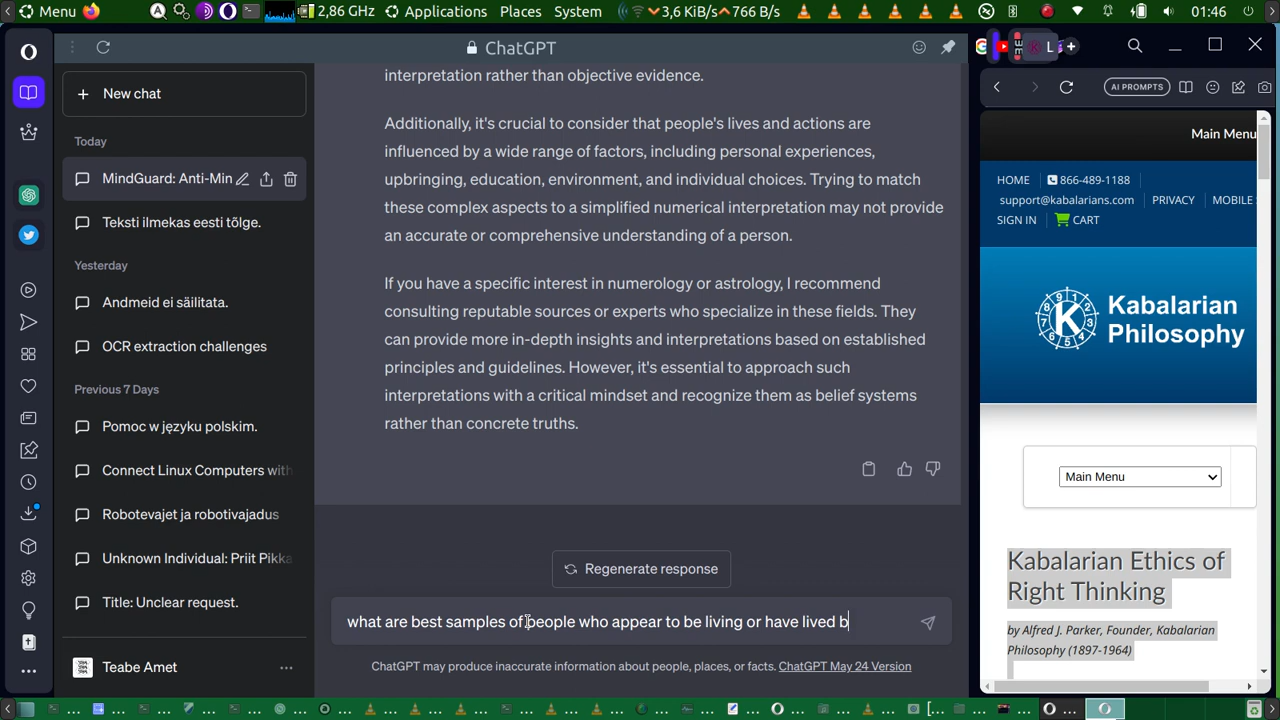 Menu
2,86 GHz
Applications
Places
System
3,6 KiB/s
766 B/s
01:46
ChatGPT
New chat
Today
MindGuard: Anti-Min
Teksti ilmekas eesti tõlge.
Yesterday
Andmeid ei säilitata.
OCR extraction challenges
Previous 7 Days
Pomoc w języku polskim.
Connect Linux Computers with
Robotevajet ja robotivajadus
Unknown Individual: Priit Pikka
Title: Unclear request.
Teabe Amet
interpretation rather than objective evidence.
Additionally, it's crucial to consider that people's lives and actions are
influenced by a wide range of factors, including personal experiences,
upbringing, education, environment, and individual choices. Trying to match
these complex aspects to a simplified numerical interpretation may not provide
an accurate or comprehensive understanding of a person.
If you have a specific interest in numerology or astrology, I recommend
consulting reputable sources or experts who specialize in these fields. They
can provide more in-depth insights and interpretations based on established
principles and guidelines. However, it's essential to approach such
interpretations with a critical mindset and recognize them as belief systems
rather than concrete truths.
Regenerate response
what are best samples of people who appear to be living or have lived b
ChatGPT may produce inaccurate information about people, places, or facts. ChatGPT May 24 Version
L
AI PROMPTS
Main Menu
HOME
866-489-1188
support@kabalarians.com
PRIVACY
MOBILE
SIGN IN
CART
Kabalarian
Philosophy
Main Menu
Kabalarian Ethics of
Right Thinking
by Alfred J. Parker, Founder, Kabalarian
Philosophy (1897-1964)